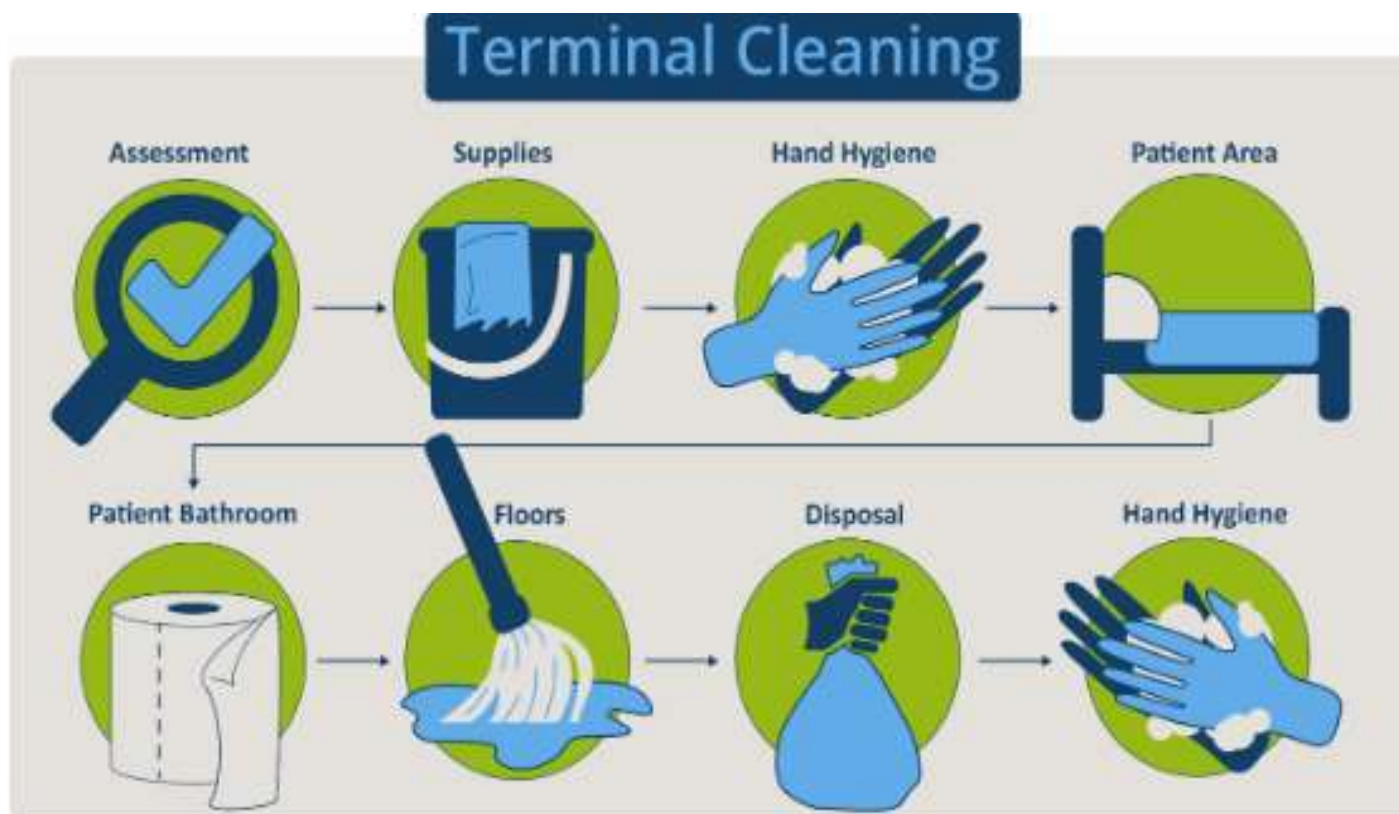 Terminal Cleaning
Assessment
Supplies
Hand Hygiene
Patient Area
Patient Bathroom
Floors
Disposal
Hand Hygiene